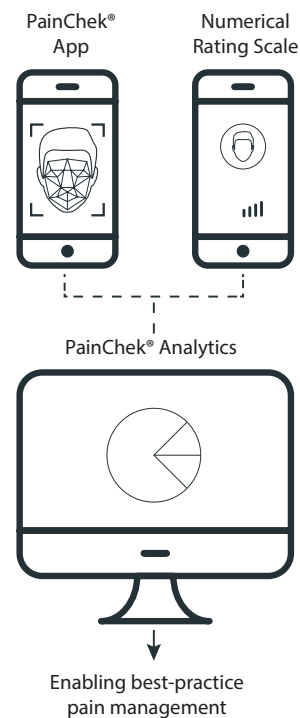 PainChek®
App
Numerical
Rating Scale
PainChek® Analytics
Enabling best-practice
pain management